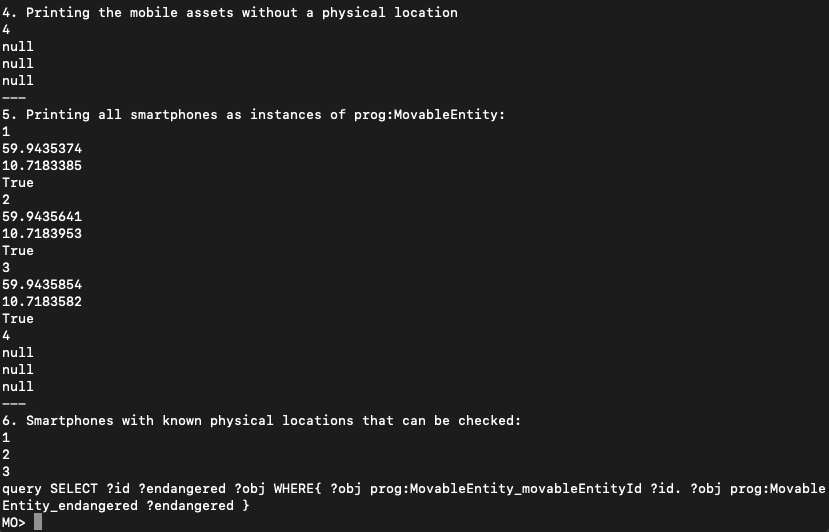 4. Printing the mobile assets without a physical location
4
null
null
null
---
5. Printing all smartphones as instances of prog:MovableEntity:
1
59.9435374
10.7183385
True
2
59.9435641
10.7183953
True
3
59.9435854
10.7183582
True
4
null
null
null
---
6. Smartphones with known physical locations that can be checked:
1
2
3
query SELECT ?id ?endangered ?obj WHERE{ ?obj prog:MovableEntity_movableEntityId ?id. ?obj prog:Movable
Entity_endangered ?endangered }
MO>